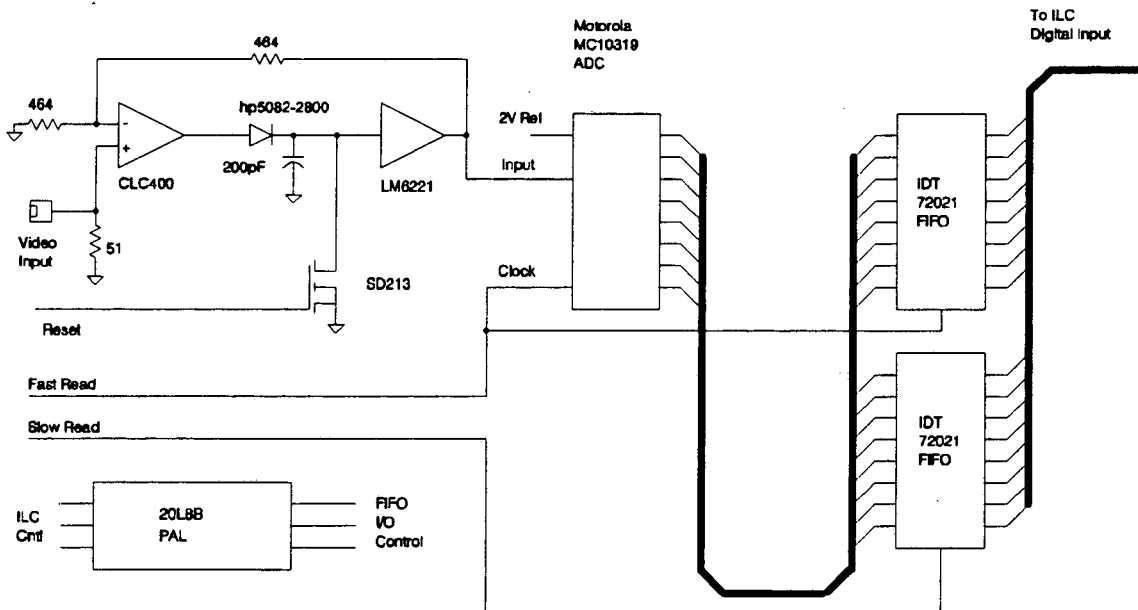 To ILC
Digital Input
Motorola
MC10319
ADC
464
464
hp5082-2800
2V Ref
Input
200pF
CLC400
LM6221
IDT
72021
FIFO
Video
Input
51
SD213
Clock
Reset
Fast Read
Slow Read
IDT
72021
FIFO
ILC
Cntl
20L8B
PAL
FIFO
I/O
Control